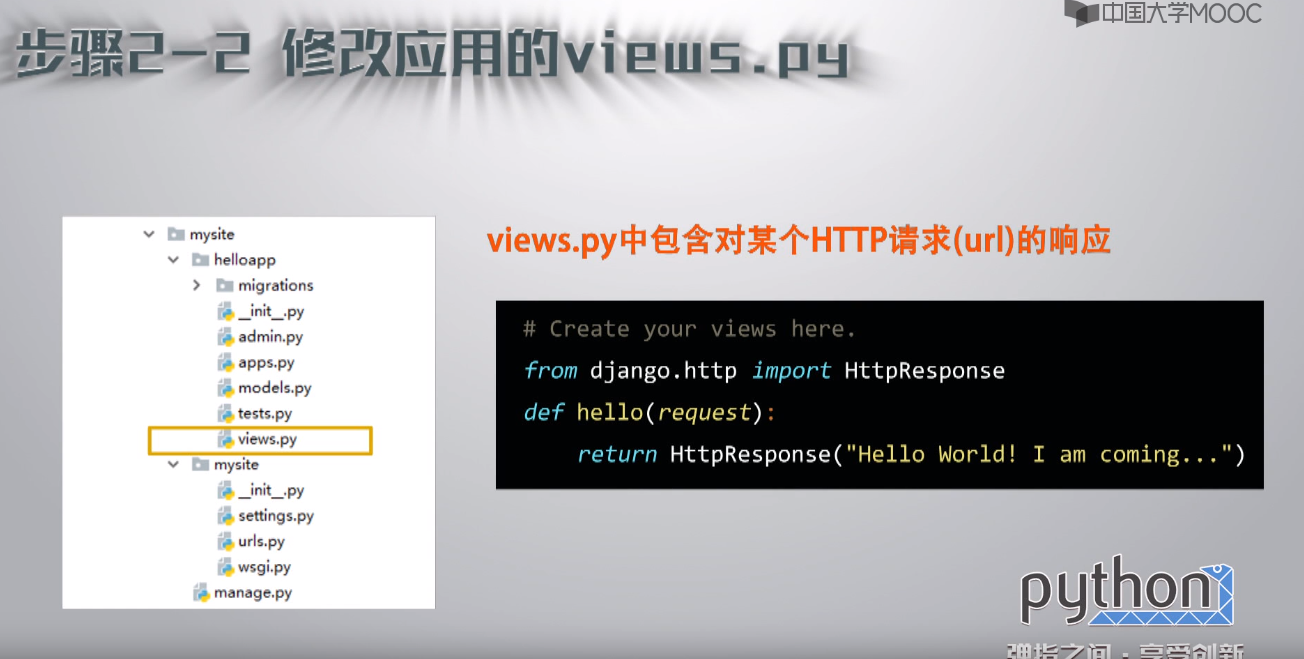 中国大学MOOC
步骤2-2 修改应用的views.py
mysite
helloapp
migrations
__init__.py
admin.py
apps.py
models.py
tests.py
views.py
mysite
__init__.py
settings.py
urls.py
wsgi.py
manage.py
views.py中包含对某个HTTP请求(url)的响应
# Create your views here.
from django.http import HttpResponse
def hello(request):
return HttpResponse("Hello World! I am coming...")
python
弹指之间·享受创新